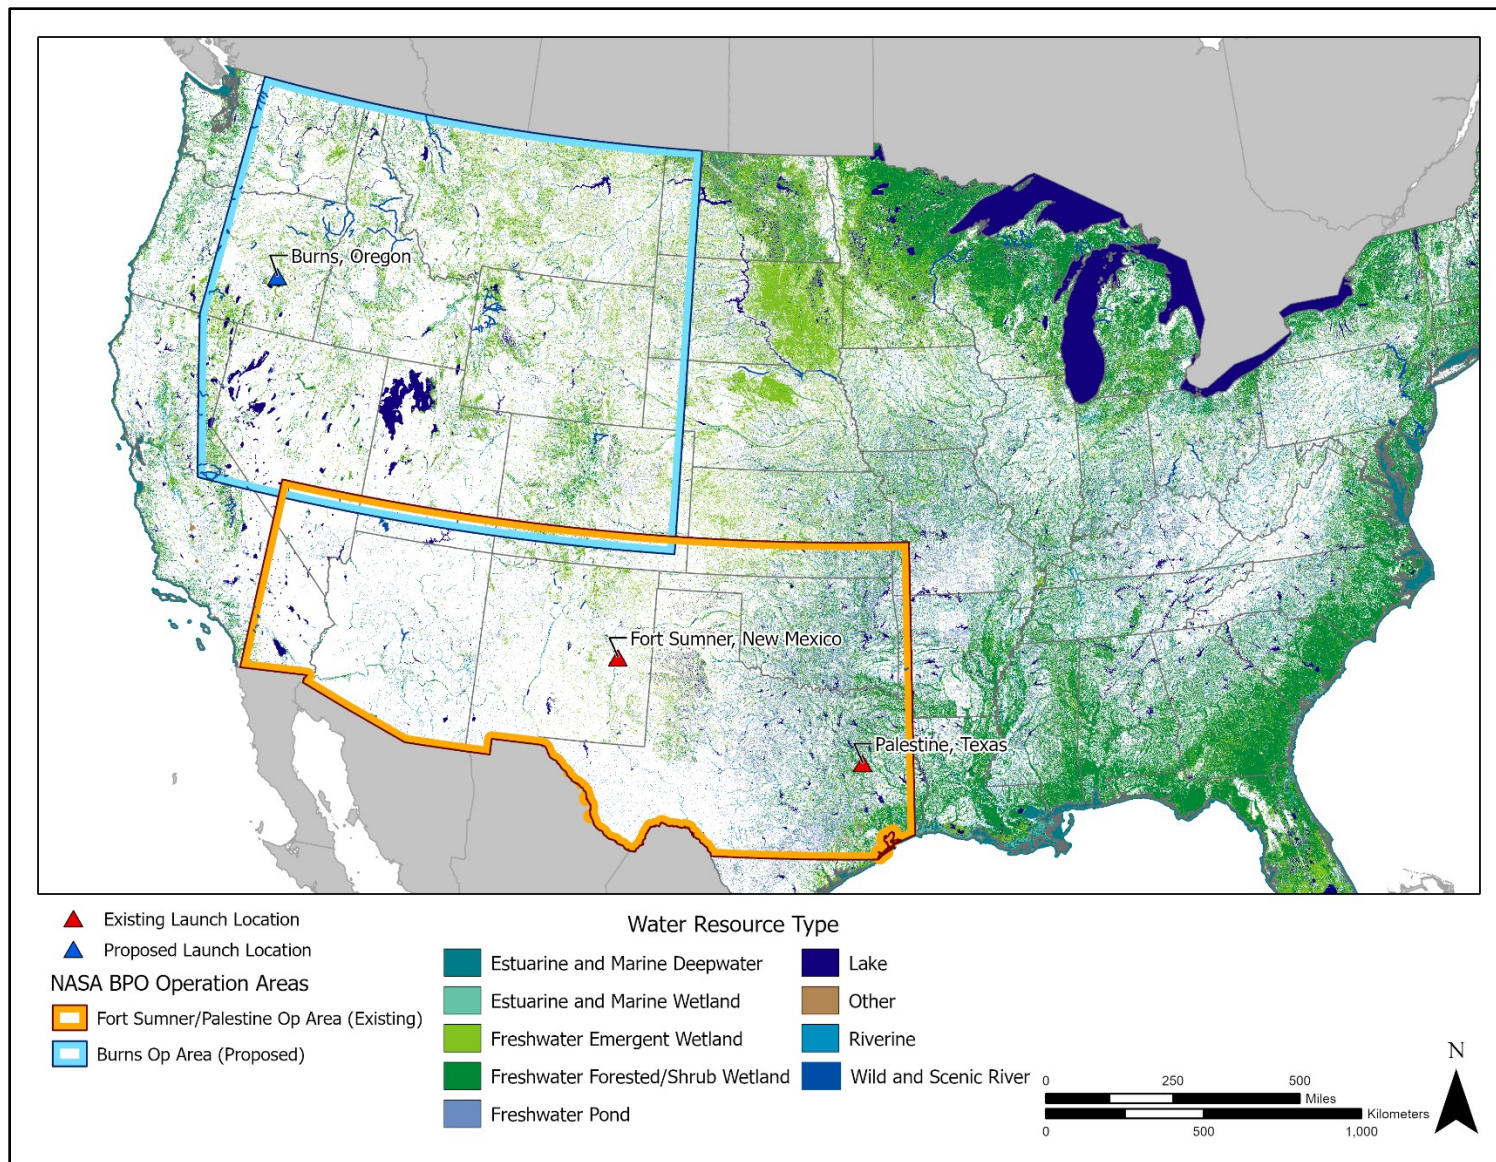 Burns, Oregon
Fort Sumner, New Mexico
Palestine, Texas
Existing Launch Location
Proposed Launch Location
NASA BPO Operation Areas
Fort Sumner/Palestine Op Area (Existing)
Burns Op Area (Proposed)
Water Resource Type
Estuarine and Marine Deepwater
Estuarine and Marine Wetland
Freshwater Emergent Wetland
Freshwater Forested/Shrub Wetland
Freshwater Pond
Lake
Other
Riverine
Wild and Scenic River
0 250 500
Miles
Kilometers
0 500 1,000
N